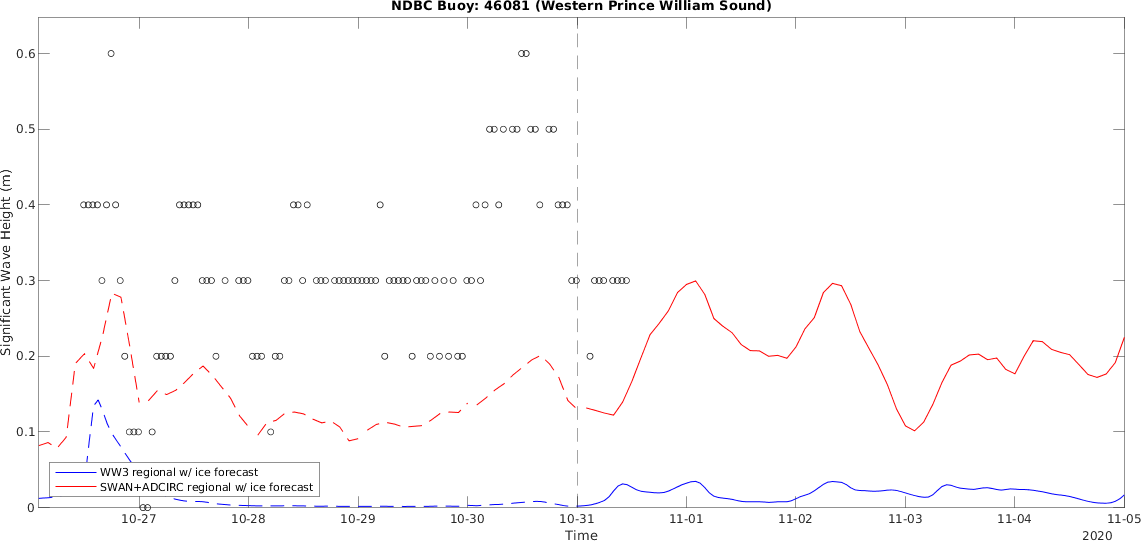 NDBC Buoy: 46081 (Western Prince William Sound)
Significant Wave Height (m)
0.6
0.5
0.4
0.3
0.2
0.1
0
WW3 regional w/ ice forecast
SWAN+ADCIRC regional w/ ice forecast
10-27 10-28 10-29 10-30 10-31 11-01 11-02 11-03 11-04 11-05
Time
2020